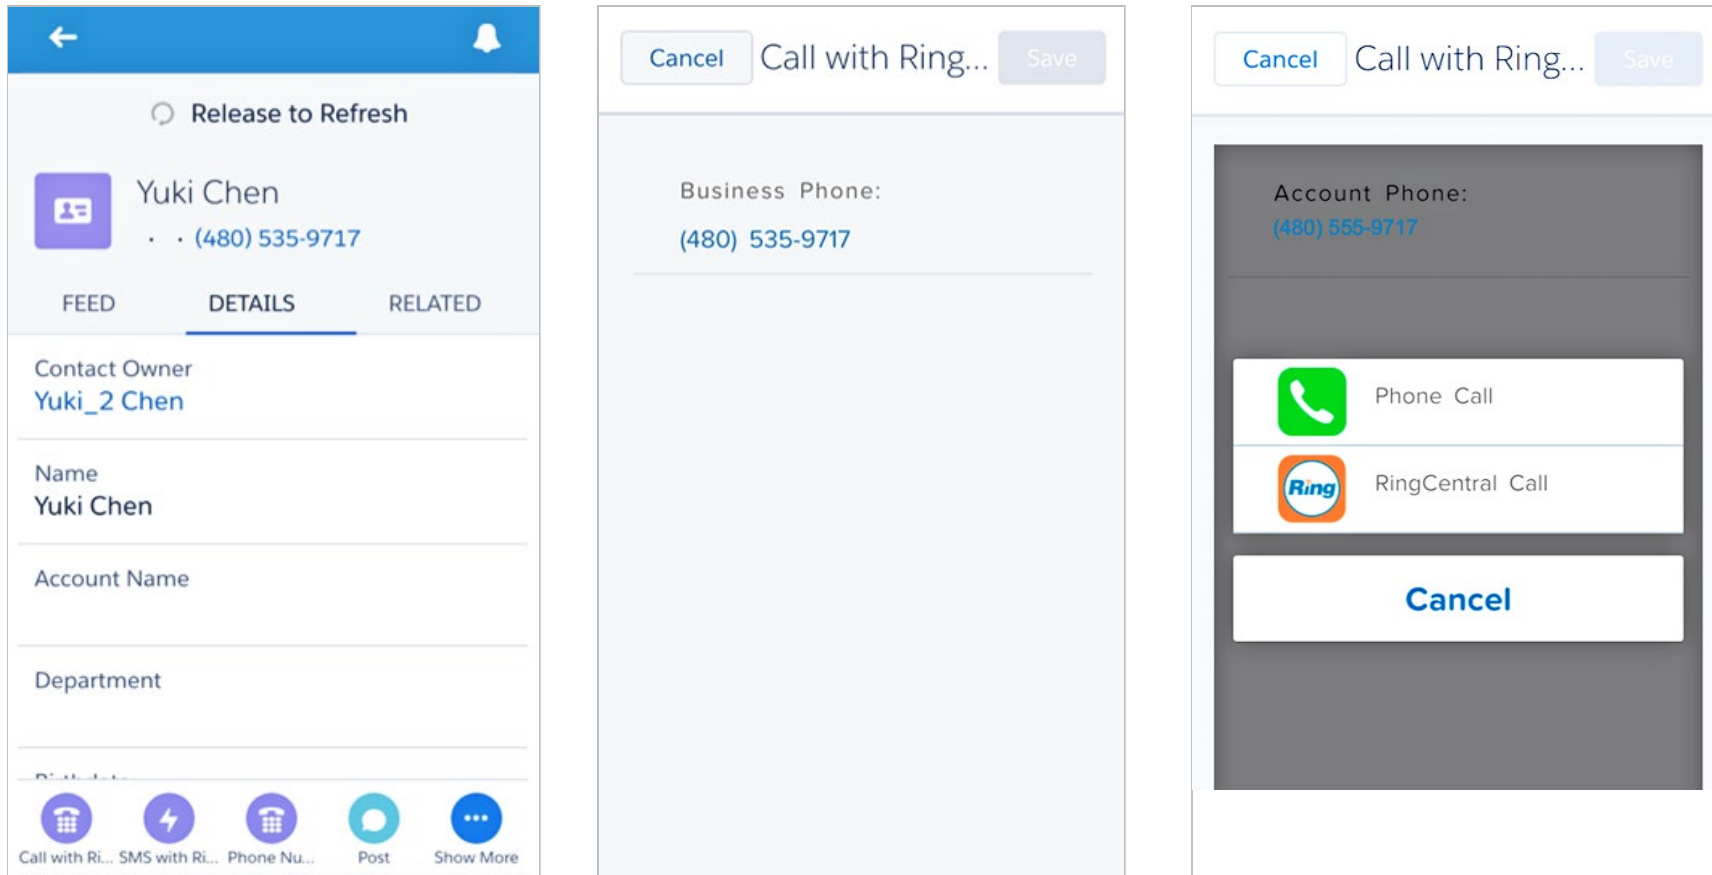 Release to Refresh
Yuki Chen
· · (480) 535-9717
FEED DETAILS RELATED
Contact Owner
Yuki_2 Chen
Name
Yuki Chen
Account Name
Department
Birthdate
Call with Ri... SMS with Ri... Phone Nu... Post Show More
Cancel Call with Ring... Save
Business Phone:
(480) 535-9717
Cancel Call with Ring... Save
Account Phone:
(480) 555-9717
Phone Call
Ring RingCentral Call
Cancel